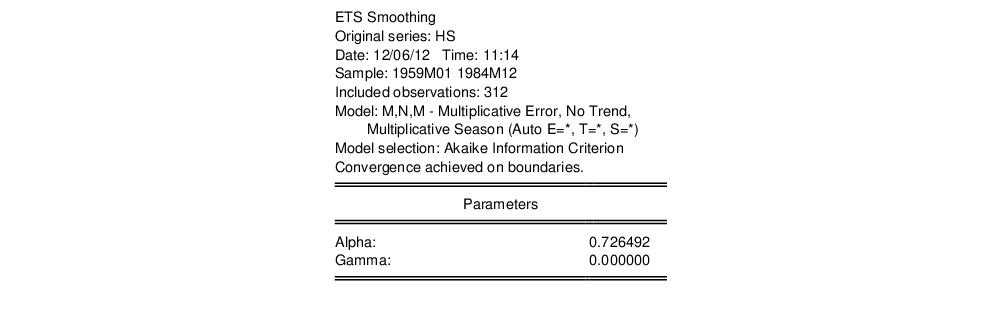 ETS Smoothing
Original series: HS
Date: 12/06/12 Time: 11:14
Sample: 1959M01 1984M12
Included observations: 312
Model: M,N,M - Multiplicative Error, No Trend,
Multiplicative Season (Auto E=*, T=*, S=*)
Model selection: Akaike Information Criterion
Convergence achieved on boundaries.
Parameters
Alpha: 0.726492
Gamma: 0.000000